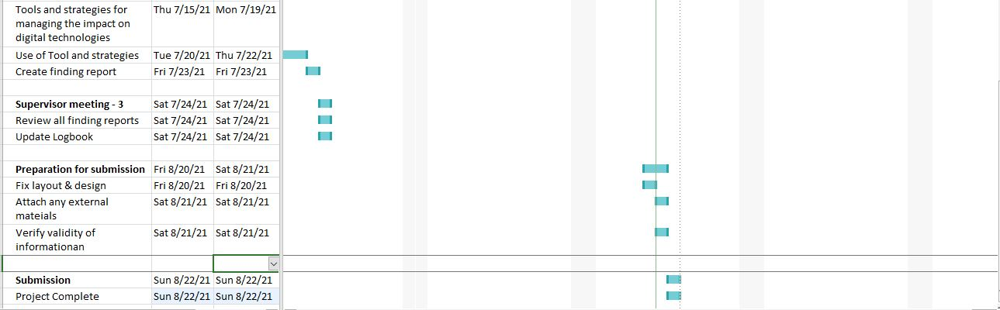 Tools and strategies for Thu 7/15/21 Mon 7/19/21
managing the impact on
digital technologies
Use of Tool and strategies Tue 7/20/21 Thu 7/22/21
Create finding report Fri 7/23/21 Fri 7/23/21
Supervisor meeting - 3 Sat 7/24/21 Sat 7/24/21
Review all finding reports Sat 7/24/21 Sat 7/24/21
Update Logbook Sat 7/24/21 Sat 7/24/21
Preparation for submission Fri 8/20/21 Sat 8/21/21
Fix layout & design Fri 8/20/21 Fri 8/20/21
Attach any external Sat 8/21/21 Sat 8/21/21
mateials
Verify validity of Sat 8/21/21 Sat 8/21/21
informationan
Submission Sun 8/22/21 Sun 8/22/21
Project Complete Sun 8/22/21 Sun 8/22/21